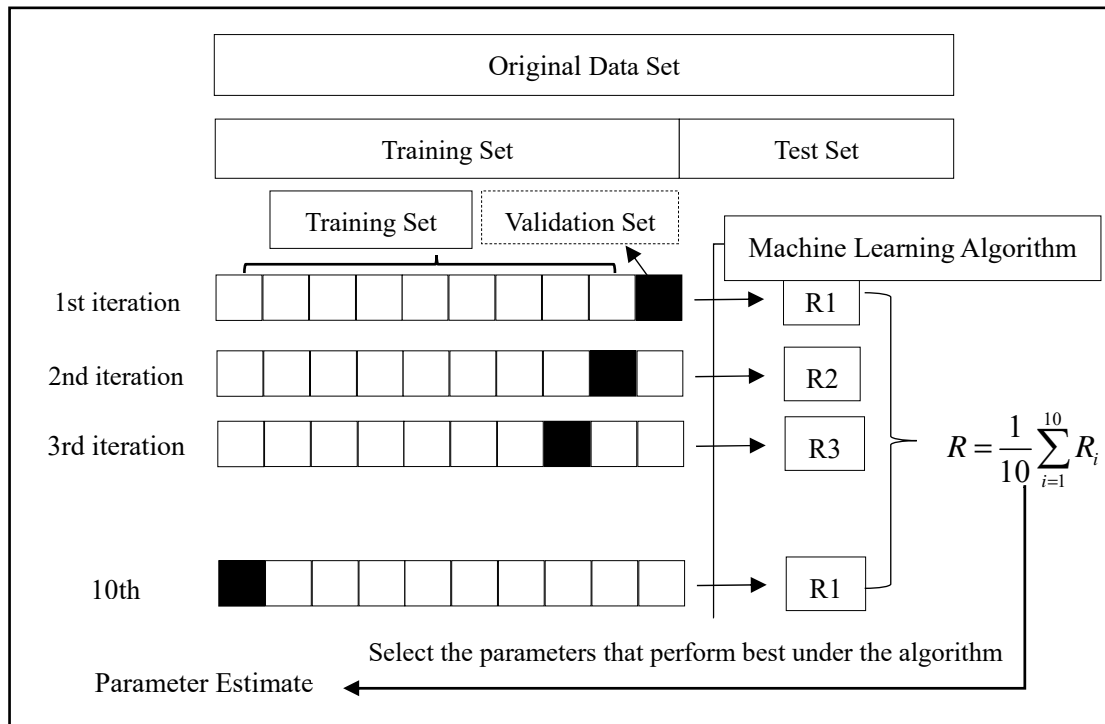 Original Data Set
Training Set
Test Set
Training Set
Validation Set
Machine Learning Algorithm
1st iteration
R1
2nd iteration
R2
3rd iteration
R3
R = \frac{1}{10} \sum_{i=1}^{10} R_i
10th
R1
Select the parameters that perform best under the algorithm
Parameter Estimate